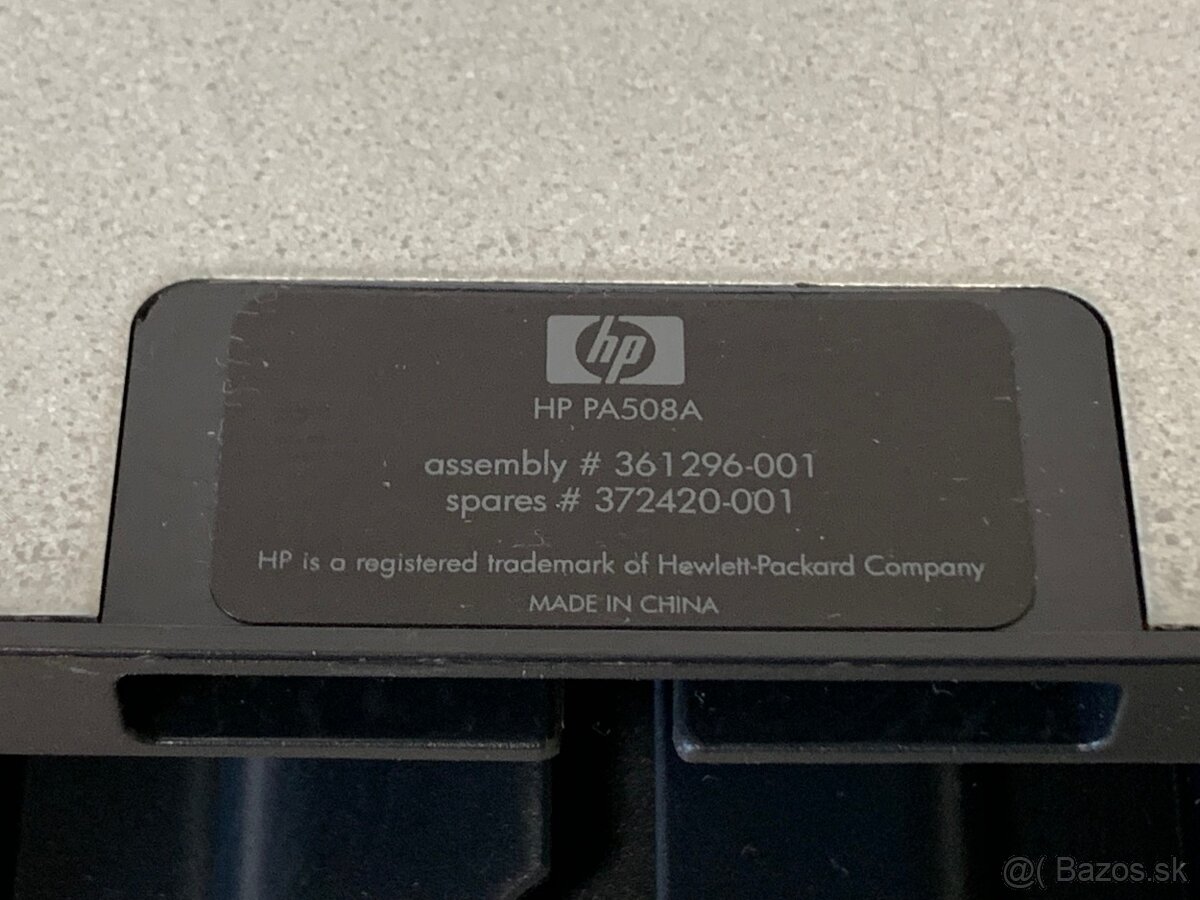 hp
HP PA508A
assembly # 361296-001
spares # 372420-001
HP is a registered trademark of Hewlett-Packard Company
MADE IN CHINA
@( Bazos.sk